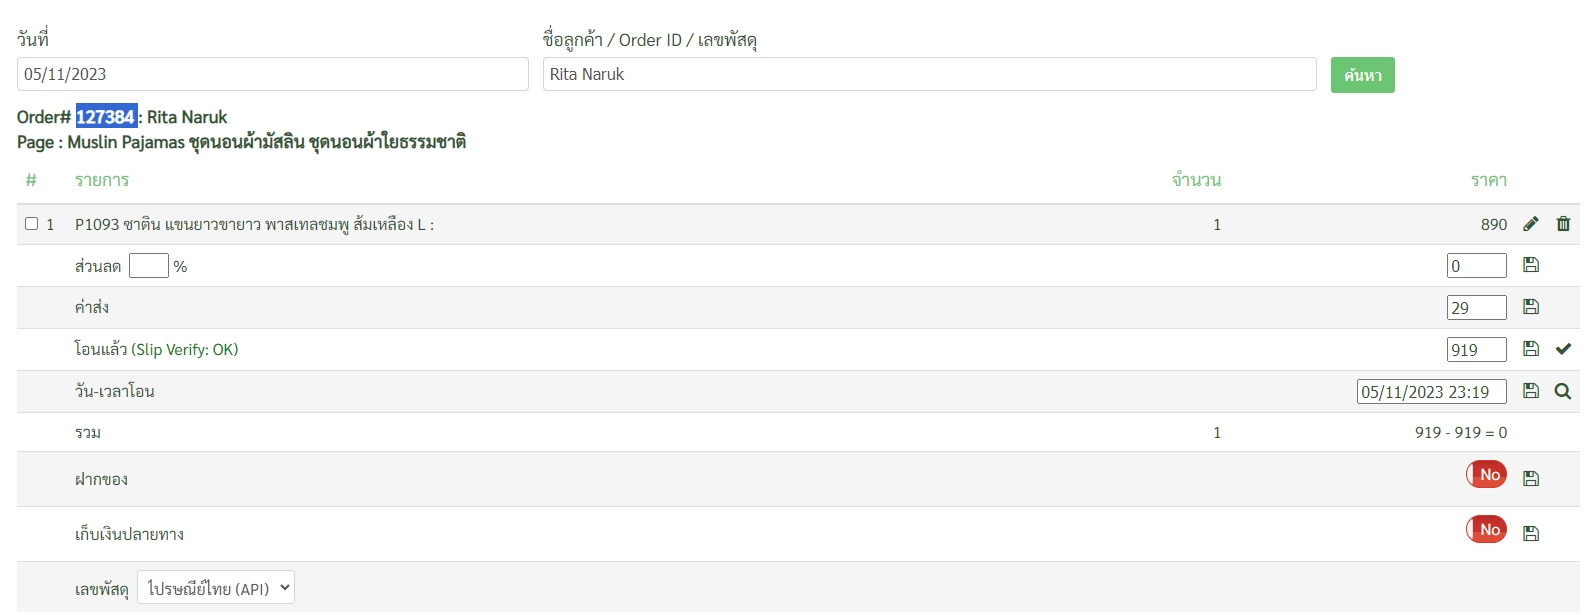 วันที่ ชื่อลูกค้า / Order ID / เลขพัสดุ
05/11/2023 Rita Naruk ค้นหา
Order# 127384 : Rita Naruk
Page : Muslin Pajamas ชุดนอนผ้ามัสลิน ชุดนอนผ้าใยธรรมชาติ
# รายการ จำนวน ราคา
1 P1093 ซาติน แขนยาวขายาว พาสเทลชมพู ส้มเหลือง L : 1 890
ส่วนลด % 0
ค่าส่ง 29
โอนแล้ว (Slip Verify: OK) 919
วัน-เวลาโอน 05/11/2023 23:19
รวม 1 919 - 919 = 0
ฝากของ No
เก็บเงินปลายทาง No
เลขพัสดุ ไปรษณีย์ไทย (API)